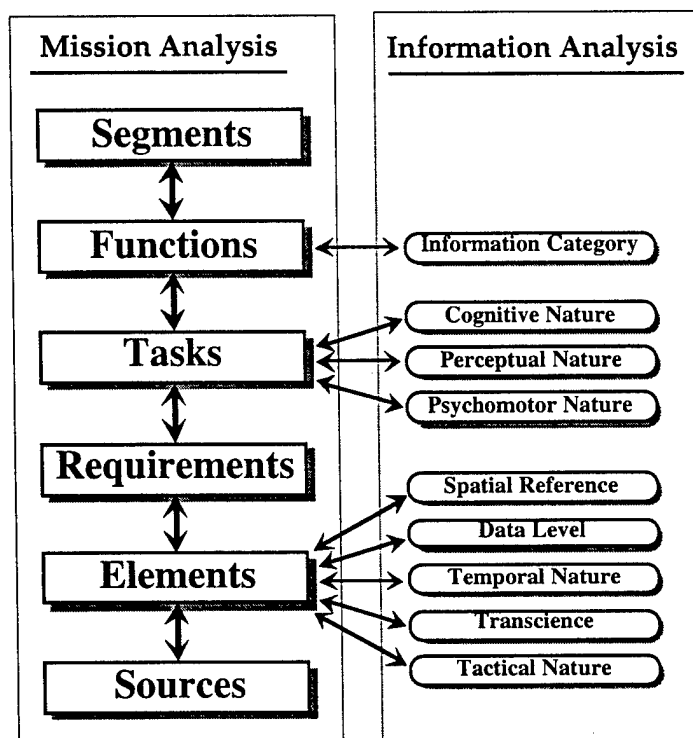 Mission Analysis
Segments
Functions
Tasks
Requirements
Elements
Sources
Information Analysis
Information Category
Cognitive Nature
Perceptual Nature
Psychomotor Nature
Spatial Reference
Data Level
Temporal Nature
Transcience
Tactical Nature